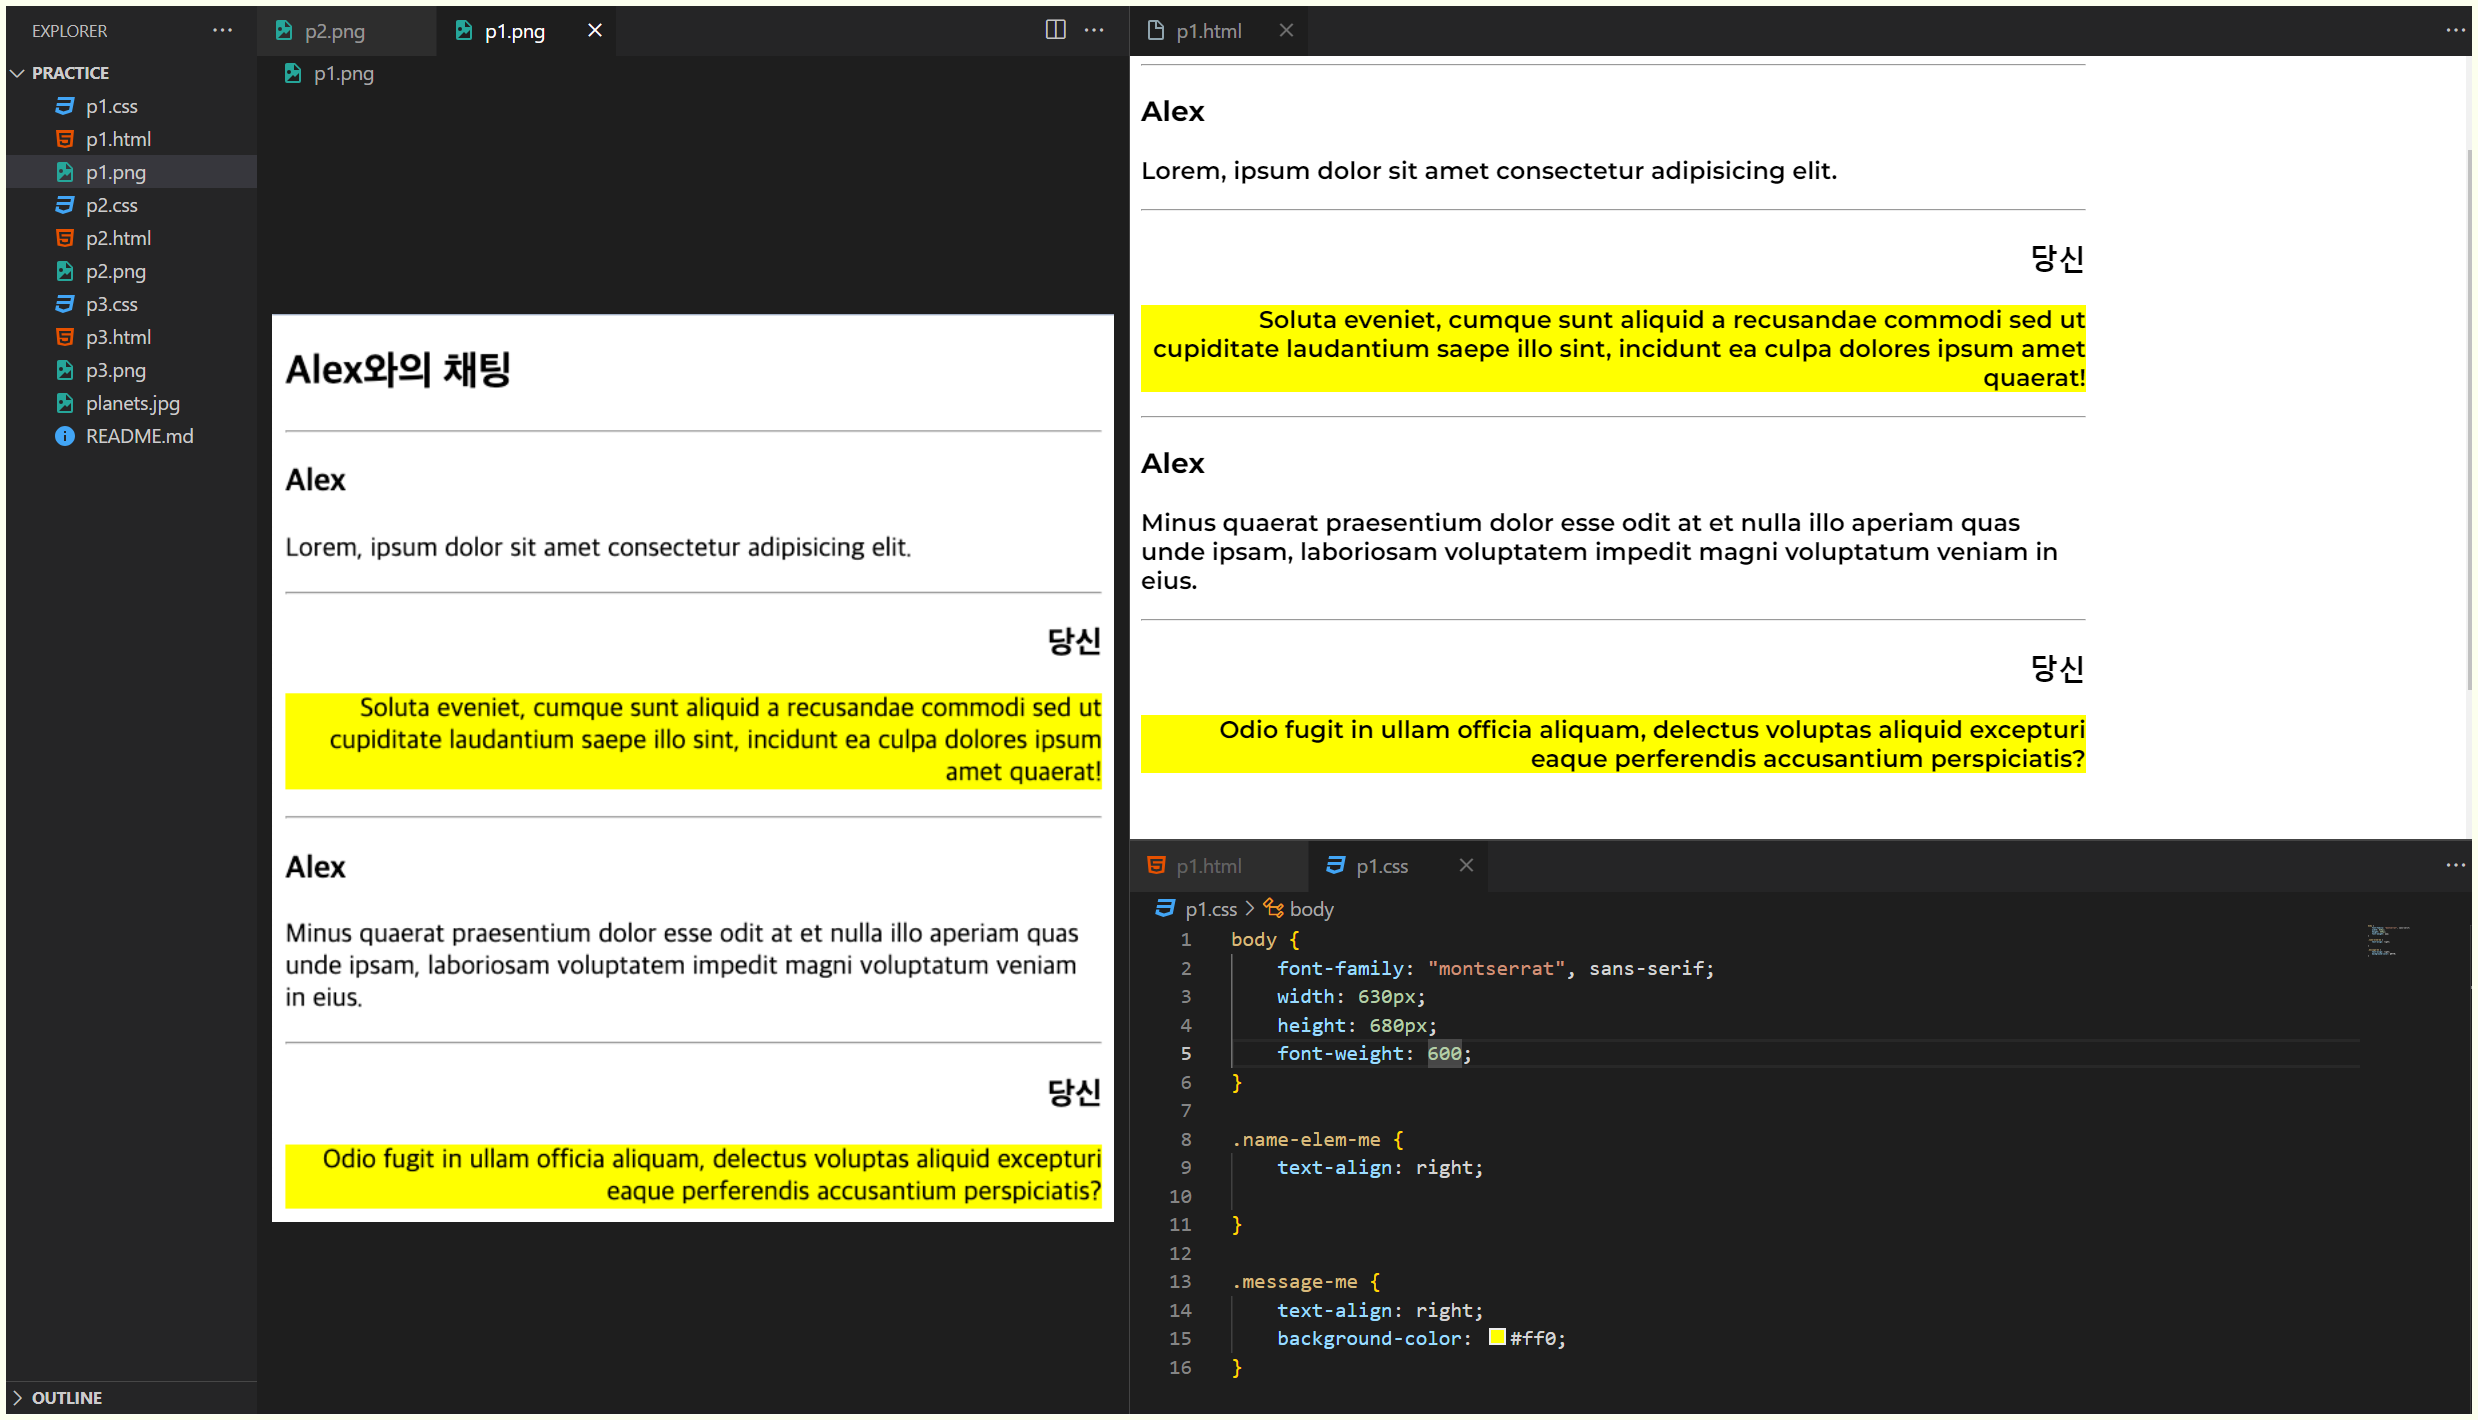 EXPLORER
PRACTICE
p1.css
p1.html
p1.png
p2.css
p2.html
p2.png
p3.css
p3.html
p3.png
planets.jpg
README.md
OUTLINE
p2.png
p1.png
p1.png
Alex와의 채팅
Alex
Lorem, ipsum dolor sit amet consectetur adipisicing elit.
당신
Soluta eveniet, cumque sunt aliquid a recusandae commodi sed ut
cupiditate laudantium saepe illo sint, incidunt ea culpa dolores ipsum
amet quaerat!
Alex
Minus quaerat praesentium dolor esse odit at et nulla illo aperiam quas
unde ipsam, laboriosam voluptatem impedit magni voluptatum veniam
in eius.
당신
Odio fugit in ullam officia aliquam, delectus voluptas aliquid excepturi
eaque perferendis accusantium perspiciatis?
p1.html
Alex
Lorem, ipsum dolor sit amet consectetur adipisicing elit.
당신
Soluta eveniet, cumque sunt aliquid a recusandae commodi sed ut
cupiditate laudantium saepe illo sint, incidunt ea culpa dolores ipsum amet
quaerat!
Alex
Minus quaerat praesentium dolor esse odit at et nulla illo aperiam quas
unde ipsam, laboriosam voluptatem impedit magni voluptatum veniam in
eius.
당신
Odio fugit in ullam officia aliquam, delectus voluptas aliquid excepturi
eaque perferendis accusantium perspiciatis?
p1.html
p1.css
p1.css > body
1 body {
2 font-family: "montserrat", sans-serif;
3 width: 630px;
4 height: 680px;
5 font-weight: 600;
6 }
7
8 .name-elem-me {
9 text-align: right;
10
11 }
12
13 .message-me {
14 text-align: right;
15 background-color: #ff0;
16 }